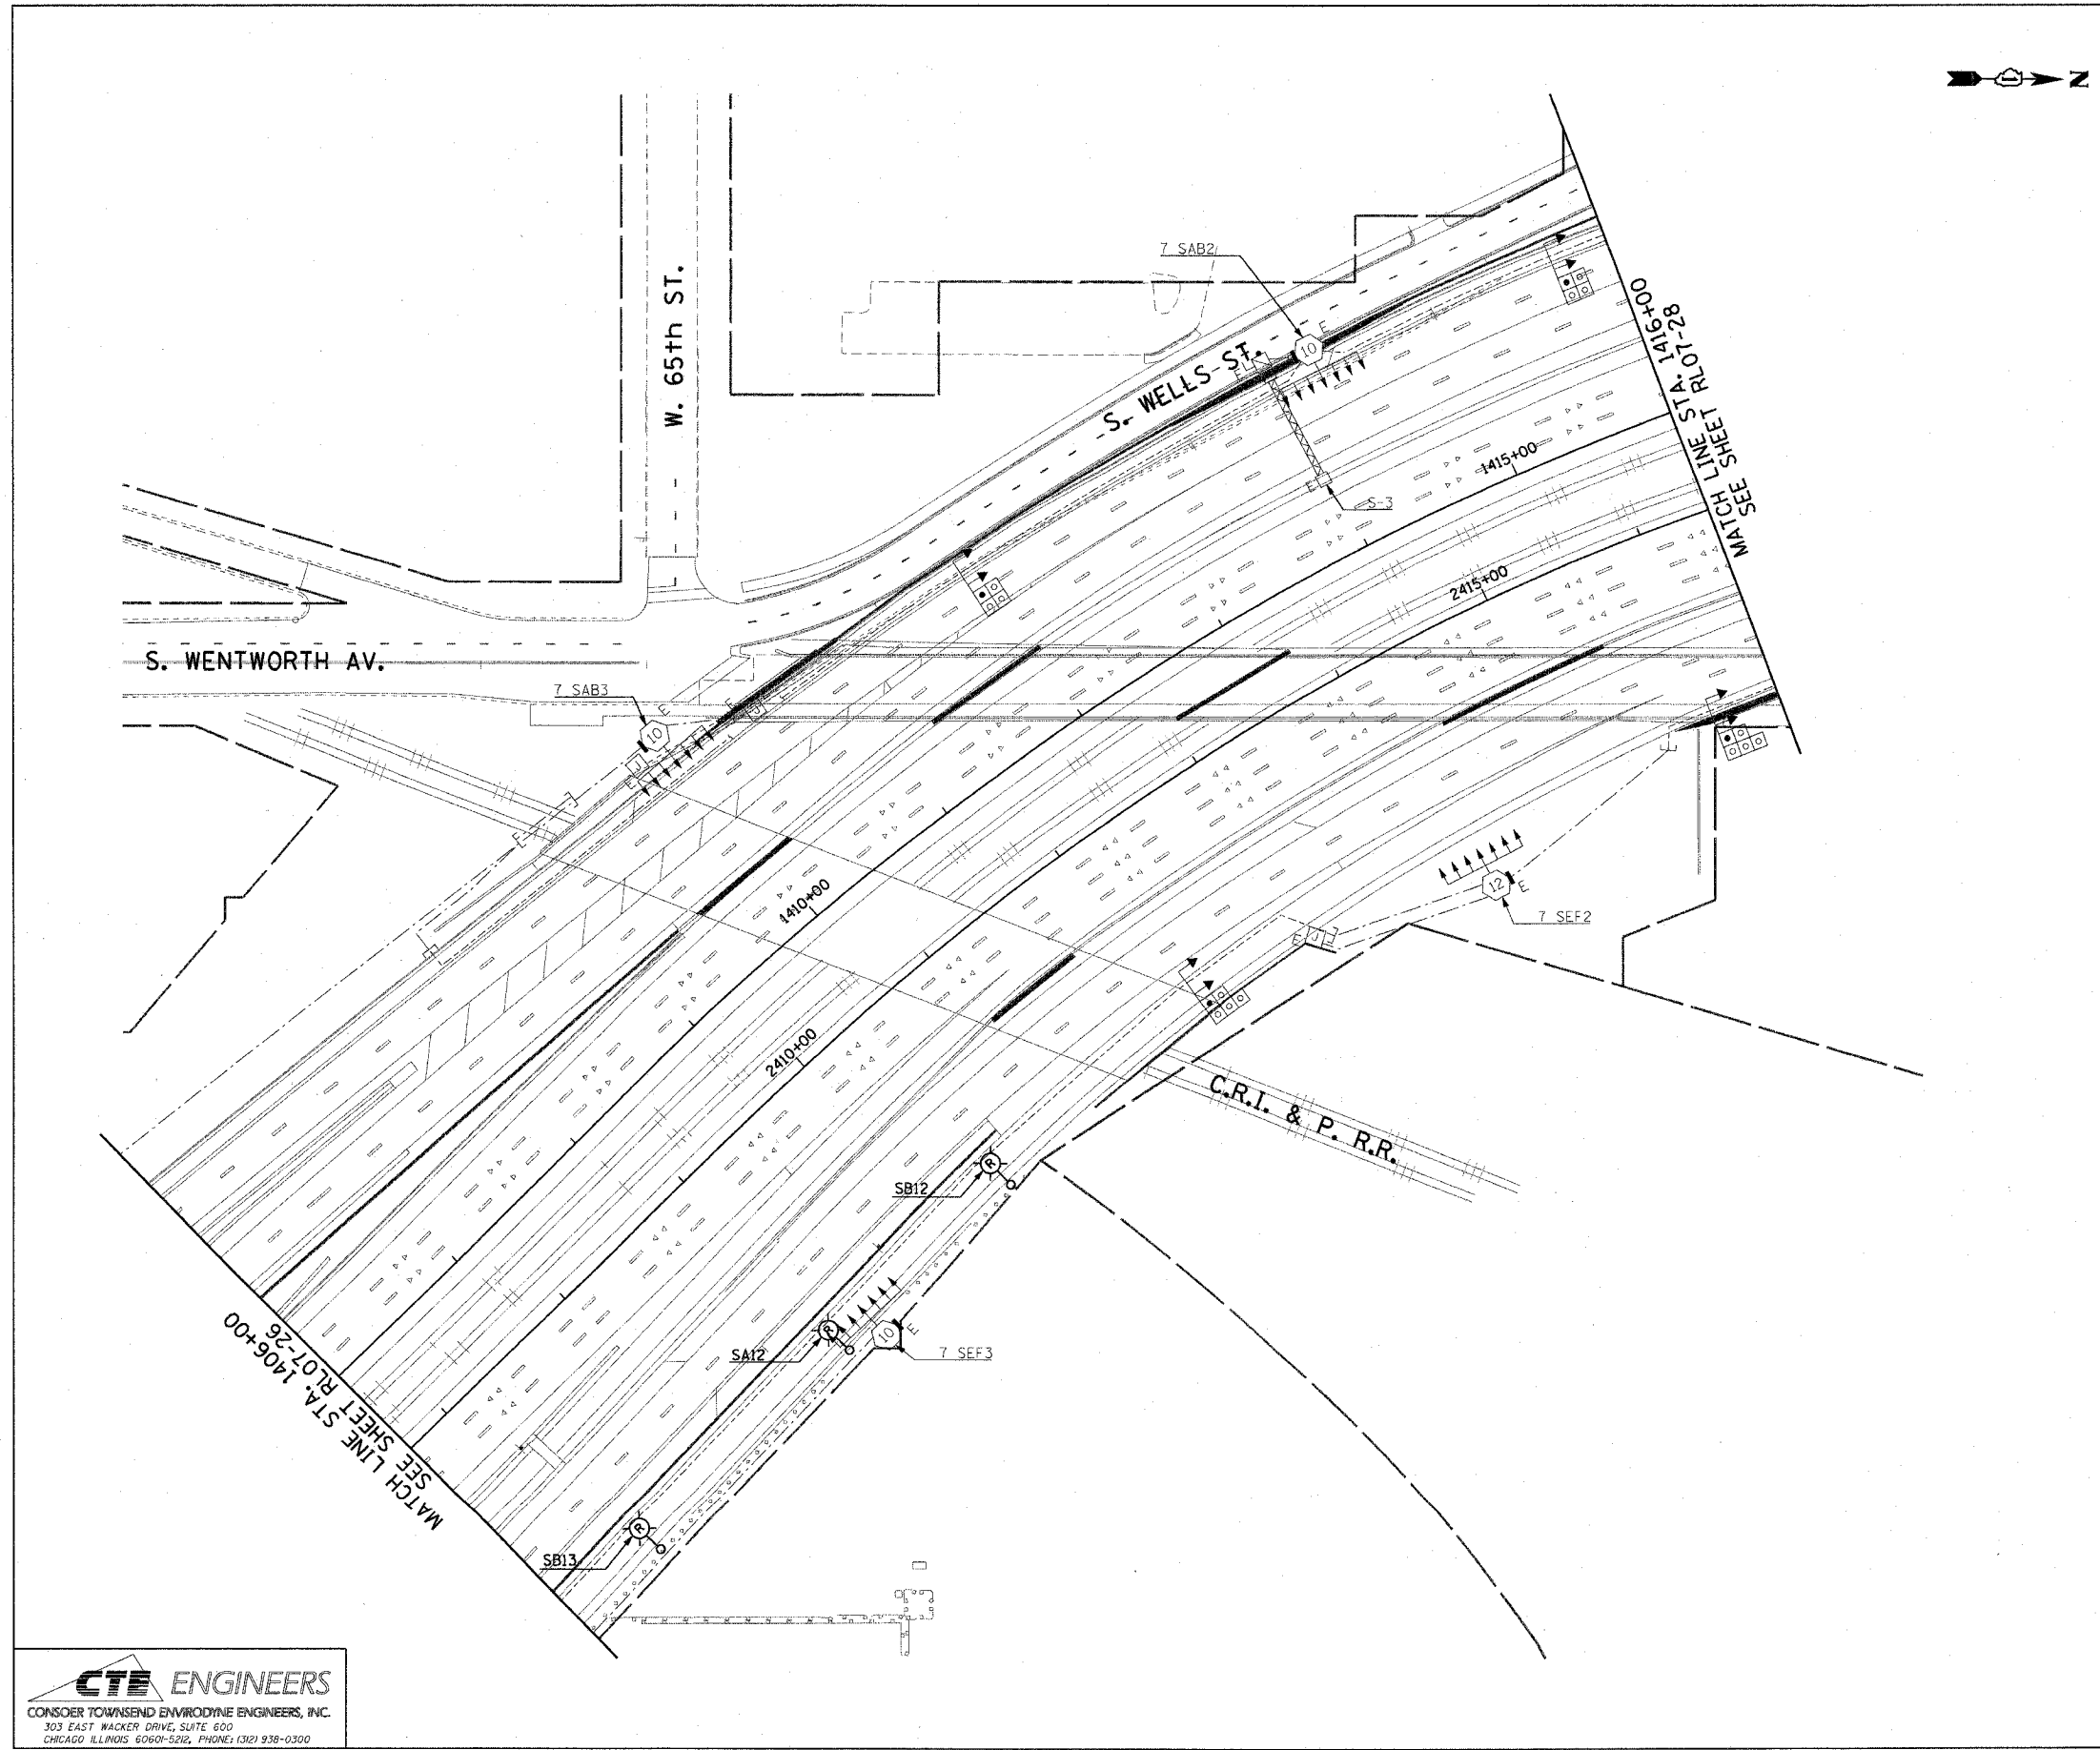 N
7 SAB2
W. 65th ST.
S. WELLS ST.
10
E
E
E
S-3
1415+00
MATCH LINE STA. 1416+00
SEE SHEET RL07-28
2415+00
S. WENTWORTH AV.
7 SAB3
E
E
10
J
J
E
E
12
E
7 SEF2
1410+00
E
J
2410+00
C.R.I. & P. R.R.
R
SB12
R
SA12
10
E
7 SEF3
MATCH LINE STA. 1406+00
SEE SHEET RL07-26
R
SB13
CTE ENGINEERS
CONSOER TOWNSEND ENVIRODYNE ENGINEERS, INC.
303 EAST WACKER DRIVE, SUITE 600
CHICAGO ILLINOIS 60601-5212, PHONE: (312) 938-0300